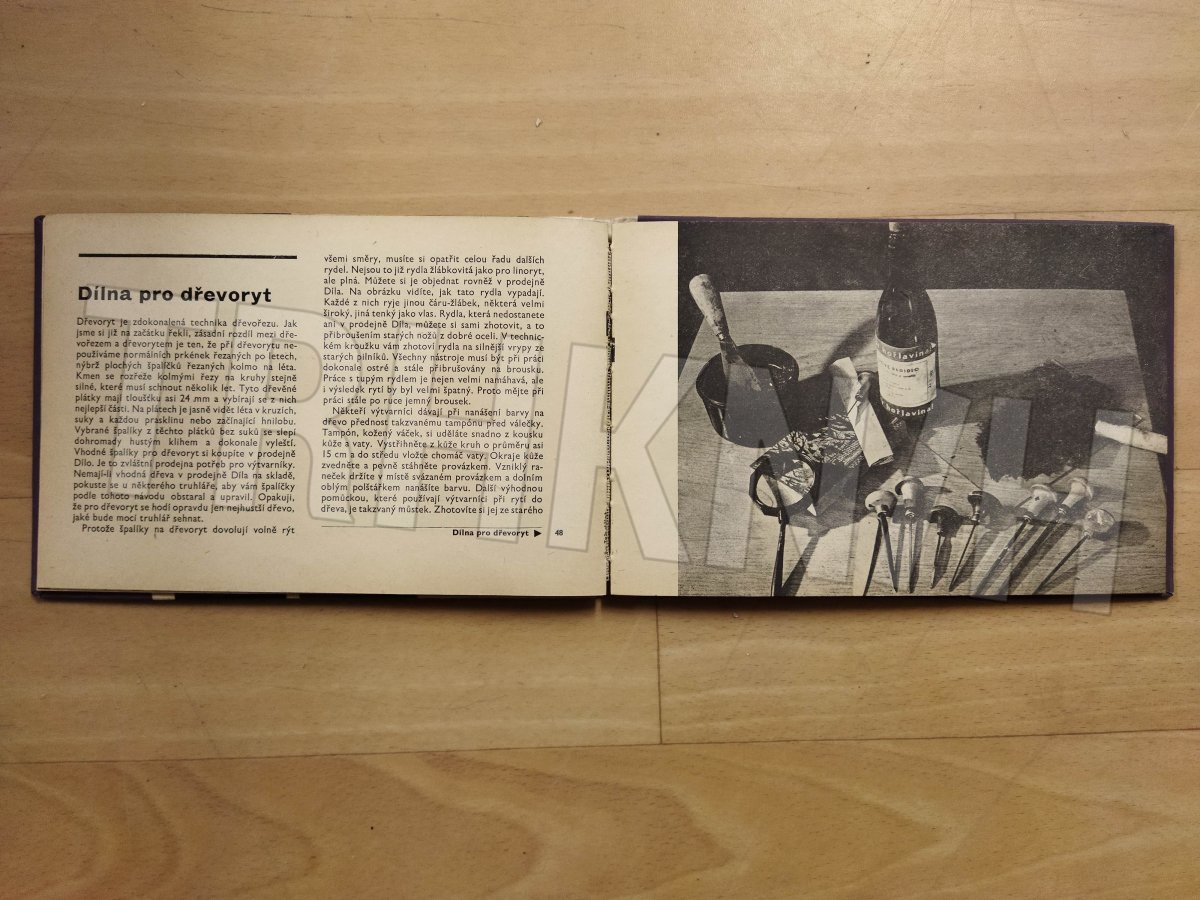 Dílna pro dřevoryt
Dřevoryt je zdokonalená technika dřevořezu. Jak
jsme si již na začátku řekli, zásadní rozdíl mezi dře-
vořezem a dřevorytem je ten, že při dřevorytu ne-
používáme normálních prkének řezaných po letech,
nýbrž plochých špalíčků řezaných kolmo na léta.
Kmen se rozřeže kolmými řezy na kruhy stejně
silné, které musí schnout několik let. Tyto dřevěné
plátky mají tloušťku asi 24 mm a vybírají se z nich
nejlepší části. Na plátech je jasně vidět léta v kruzích,
suky a každou prasklinu nebo začínající hnilobu.
Vybrané špalíky z těchto plátků bez suků se slepí
dohromady hustým klihem a dokonale vyleští.
Vhodné špalíky pro dřevoryt si koupíte v prodejně
Dílo. Je to zvláštní prodejna potřeb pro výtvarníky.
Nemají-li vhodná dřeva v prodejně Díla na skladě,
pokuste se u některého truhláře, aby vám špalíčky
podle tohoto návodu obstaral a upravil. Opakuji,
že pro dřevoryt se hodí opravdu jen nejhustší dřevo,
jaké bude moci truhlář sehnat.
Protože špalíky na dřevoryt dovolují volně rýt
všemi směry, musíte si opatřit celou řadu dalších
rydel. Nejsou to již rydla žlábkovitá jako pro linoryt,
ale plná. Můžete si je objednat rovněž v prodejně
Díla. Na obrázku vidíte, jak tato rydla vypadají.
Každé z nich ryje jinou čáru-žlábek, některá velmi
široký, jiná tenký jako vlas. Rydla, která nedostanete
ani v prodejně Díla, můžete si sami zhotovit, a to
přibroušením starých nožů z dobré oceli. V technic-
kém kroužku vám zhotoví rydla na silnější vrypy ze
starých pilníků. Všechny nástroje musí být při práci
dokonale ostré a stále přibrušovány na brousku.
Práce s tupým rydlem je nejen velmi namáhavá, ale
i výsledek rytí by byl velmi špatný. Proto mějte při
práci stále po ruce jemný brousek.
Někteří výtvarníci dávají při nanášení barvy na
dřevo přednost takzvanému tampónu před válečky.
Tampón, kožený váček, si uděláte snadno z kousku
kůže a vaty. Vystřihněte z kůže kruh o průměru asi
15 cm a do středu vložte chomáč vaty. Okraje kůže
zvedněte a pevně stáhněte provázkem. Vzniklý ra-
neček držíte v místě svázaném provázkem a dolním
oblým polštářkem nanášíte barvu. Další výhodnou
pomůckou, které používají výtvarníci při rytí do
dřeva, je takzvaný můstek. Zhotovíte si jej ze starého
Dílna pro dřevoryt ▶ 48
TRHKNIH